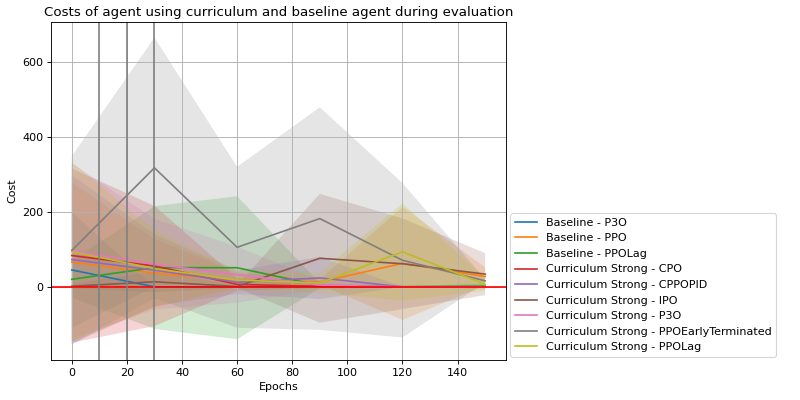 Costs of agent using curriculum and baseline agent during evaluation
Cost
600
400
200
0
0 20 40 60 80 100 120 140
Epochs
Baseline - P3O
Baseline - PPO
Baseline - PPOLag
Curriculum Strong - CPO
Curriculum Strong - CPPOPID
Curriculum Strong - IPO
Curriculum Strong - P3O
Curriculum Strong - PPOEarlyTerminated
Curriculum Strong - PPOLag